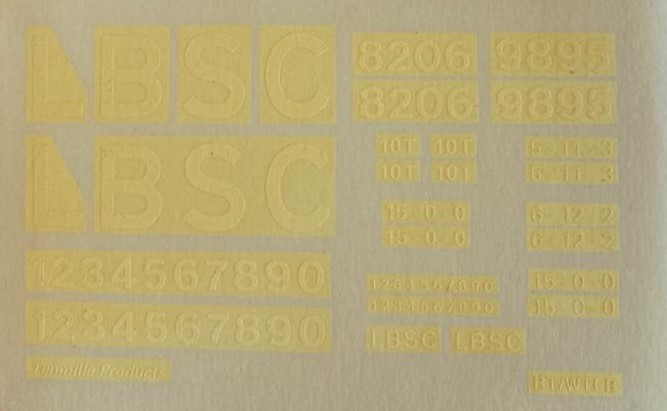 LBSC 8206 9895
8206 9895
10T 10T 5-11-3
10T 10T 5-11-3
LBSC 15-0-0 6-12-2
15-0-0 6-12-2
1234567890 1234567890 15-0-0
1234567890 1234567890 15-0-0
LBSC LBSC
Products